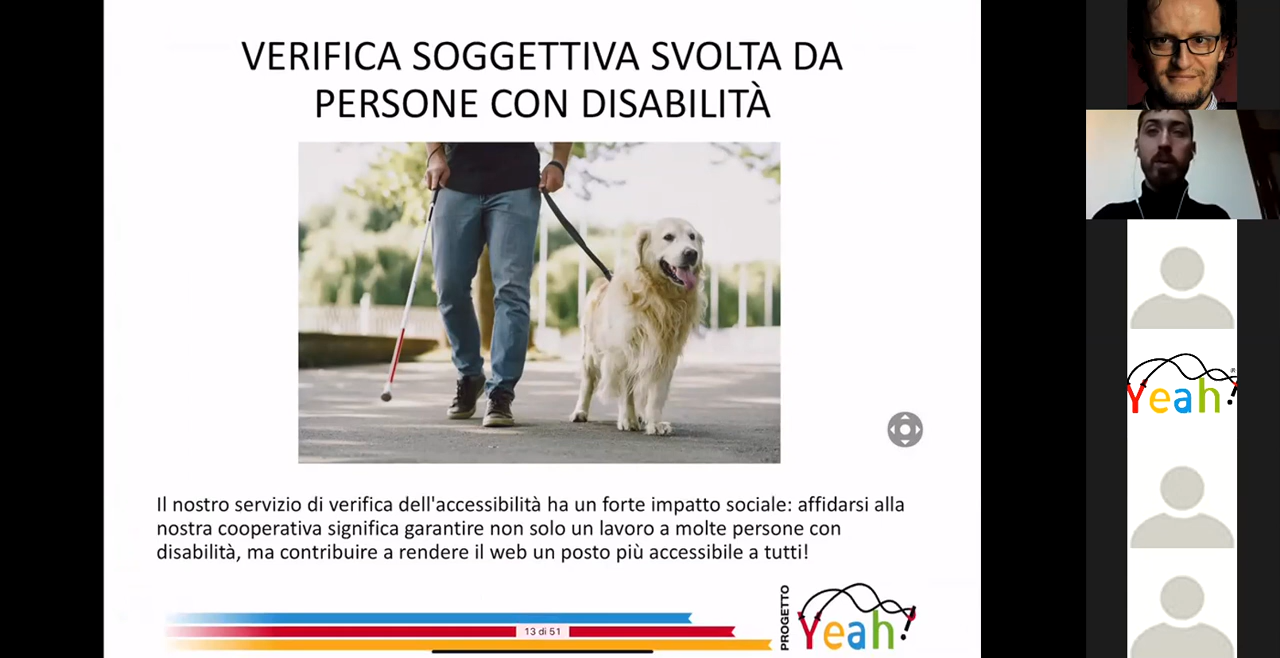 VERIFICA SOGGETTIVA SVOLTA DA
PERSONE CON DISABILITÀ
Il nostro servizio di verifica dell'accessibilità ha un forte impatto sociale: affidarsi alla
nostra cooperativa significa garantire non solo un lavoro a molte persone con
disabilità, ma contribuire a rendere il web un posto più accessibile a tutti!
13 di 51
PROGETTO
Yeah!
Yeah!
®